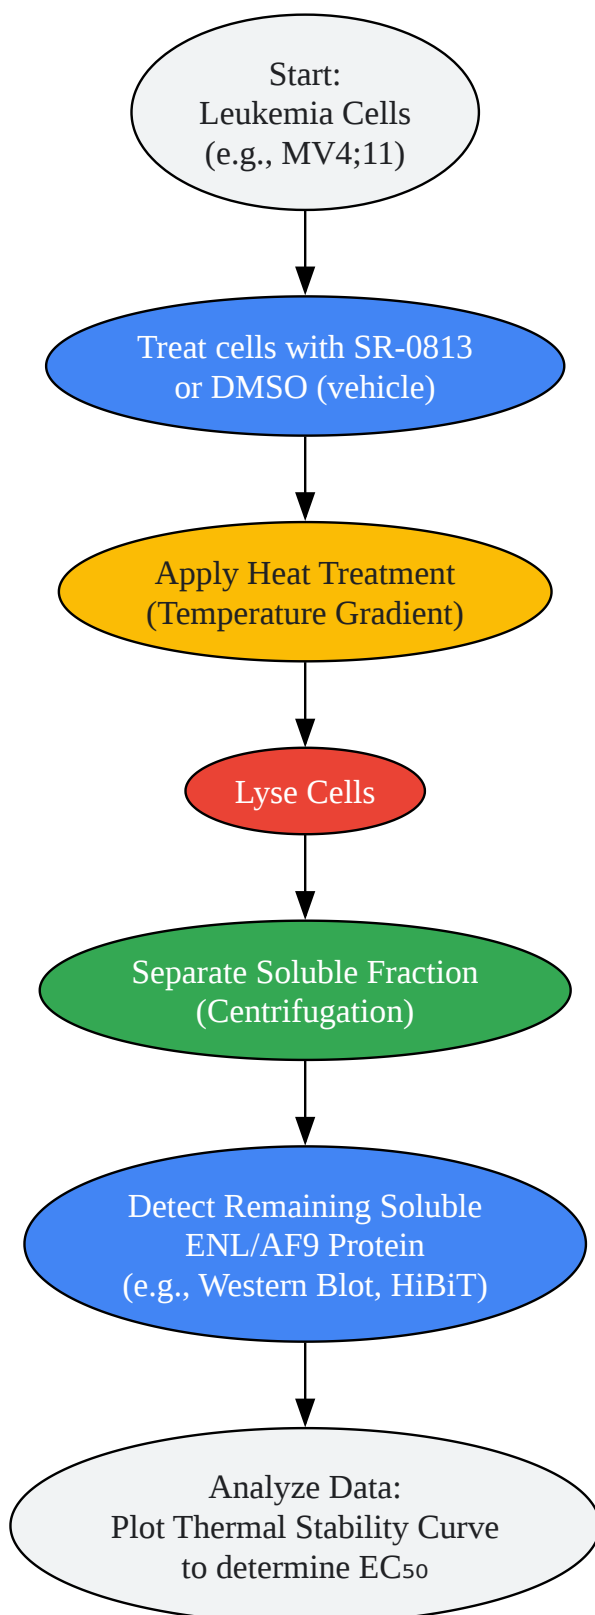 Start:
Leukemia Cells
(e.g., MV4;11)
Treat cells with SR-0813
or DMSO (vehicle)
Apply Heat Treatment
(Temperature Gradient)
Lyse Cells
Separate Soluble Fraction
(Centrifugation)
Detect Remaining Soluble
ENL/AF9 Protein
(e.g., Western Blot, HiBiT)
Analyze Data:
Plot Thermal Stability Curve
to determine EC₅₀